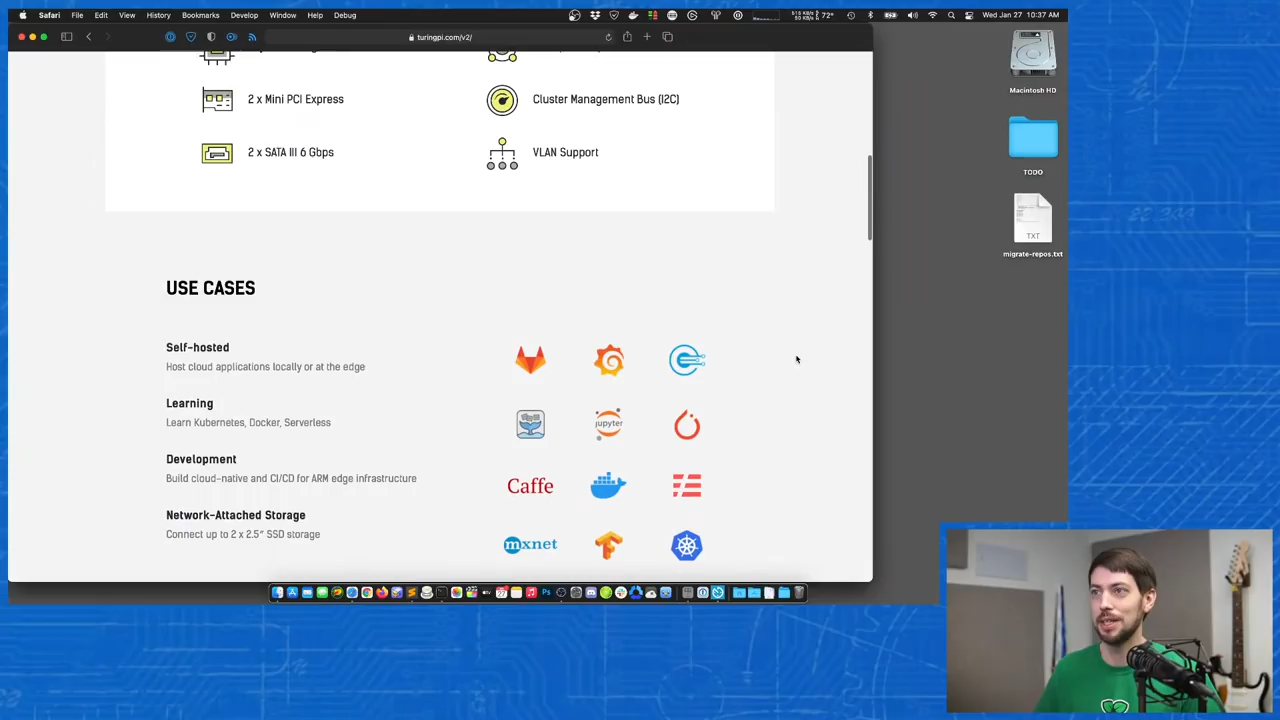 Safari File Edit View History Bookmarks Develop Window Help Debug
72° Wed Jan 27 10:37 AM
turingpi.com/v2/
2 x Mini PCI Express
Cluster Management Bus (I2C)
2 x SATA III 6 Gbps
VLAN Support
USE CASES
Self-hosted
Host cloud applications locally or at the edge
Learning
Learn Kubernetes, Docker, Serverless
Development
Build cloud-native and CI/CD for ARM edge infrastructure
Network-Attached Storage
Connect up to 2 x 2.5" SSD storage
jupyter
Caffe
mxnet
Macintosh HD
TODO
TXT
migrate-repos.txt